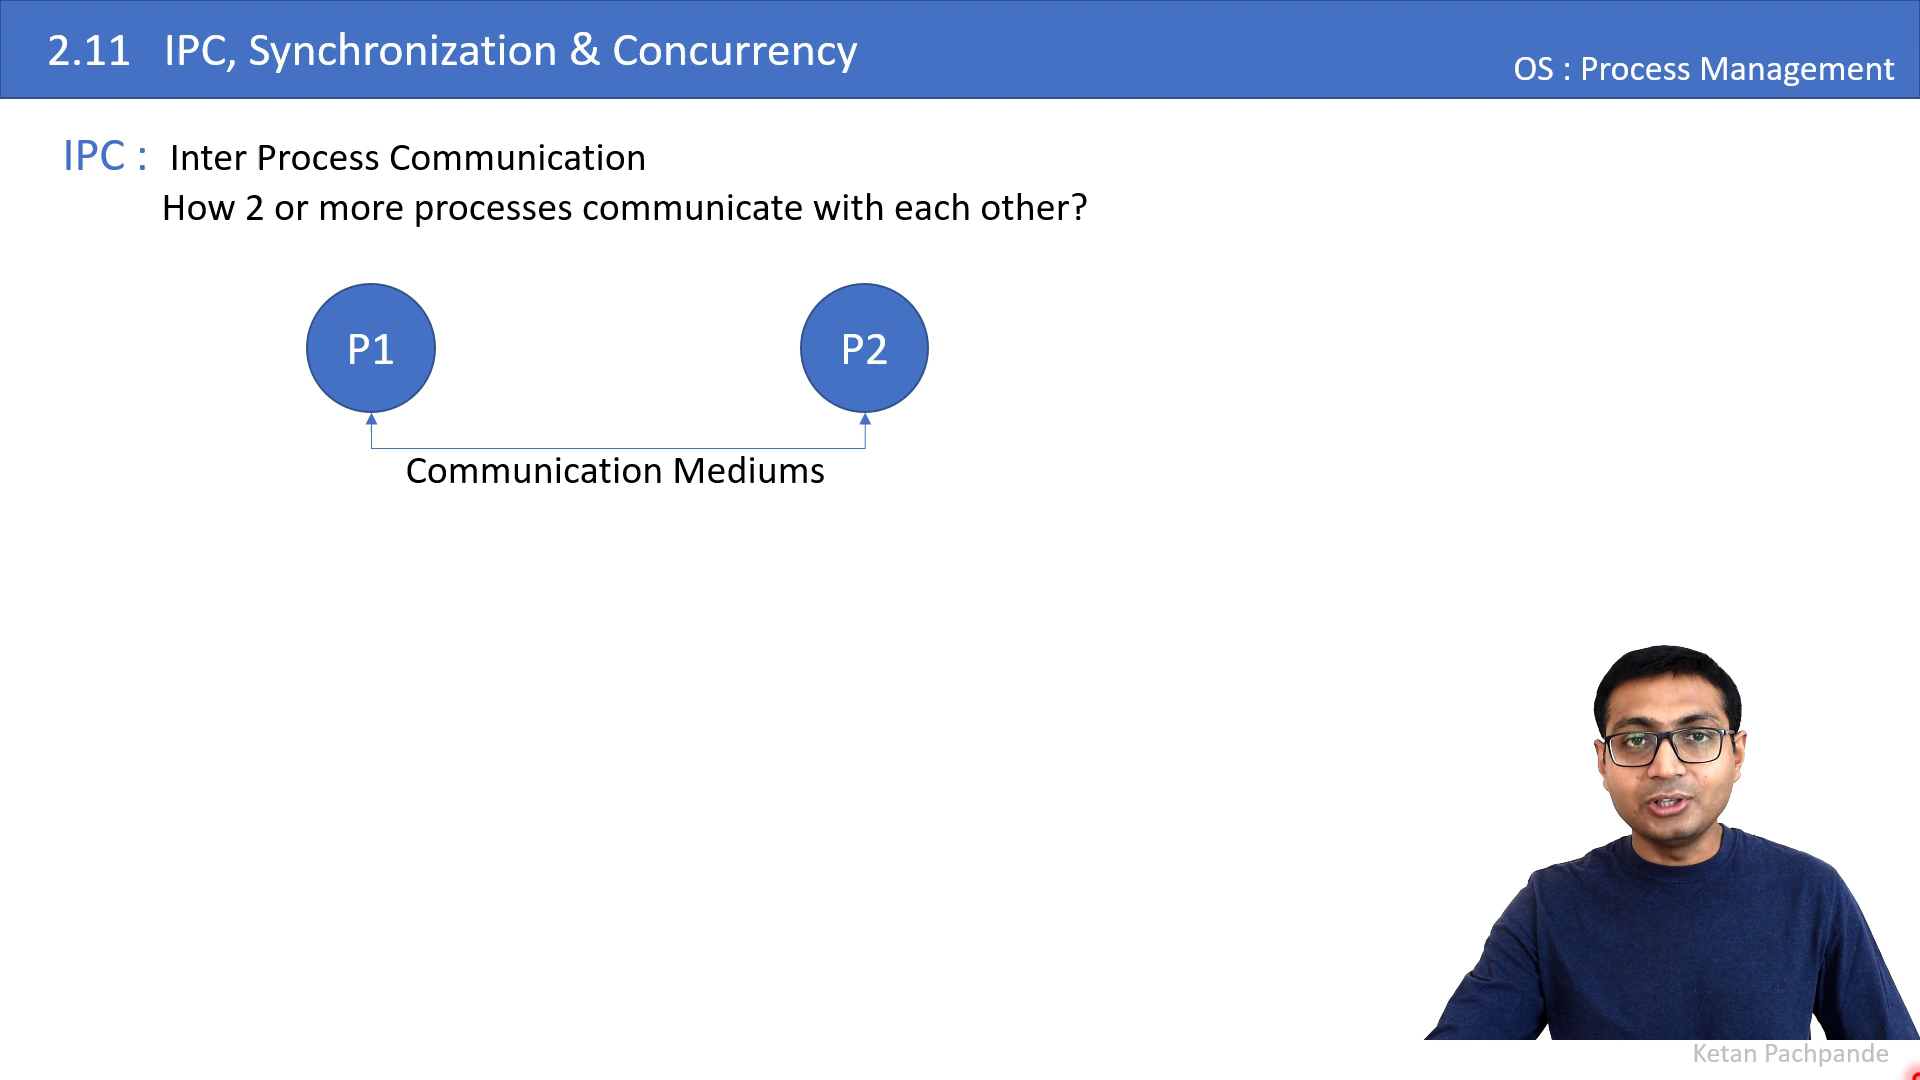 2.11 IPC, Synchronization & Concurrency
OS : Process Management
IPC : Inter Process Communication
How 2 or more processes communicate with each other?
P1
P2
Communication Mediums
Ketan Pachpande